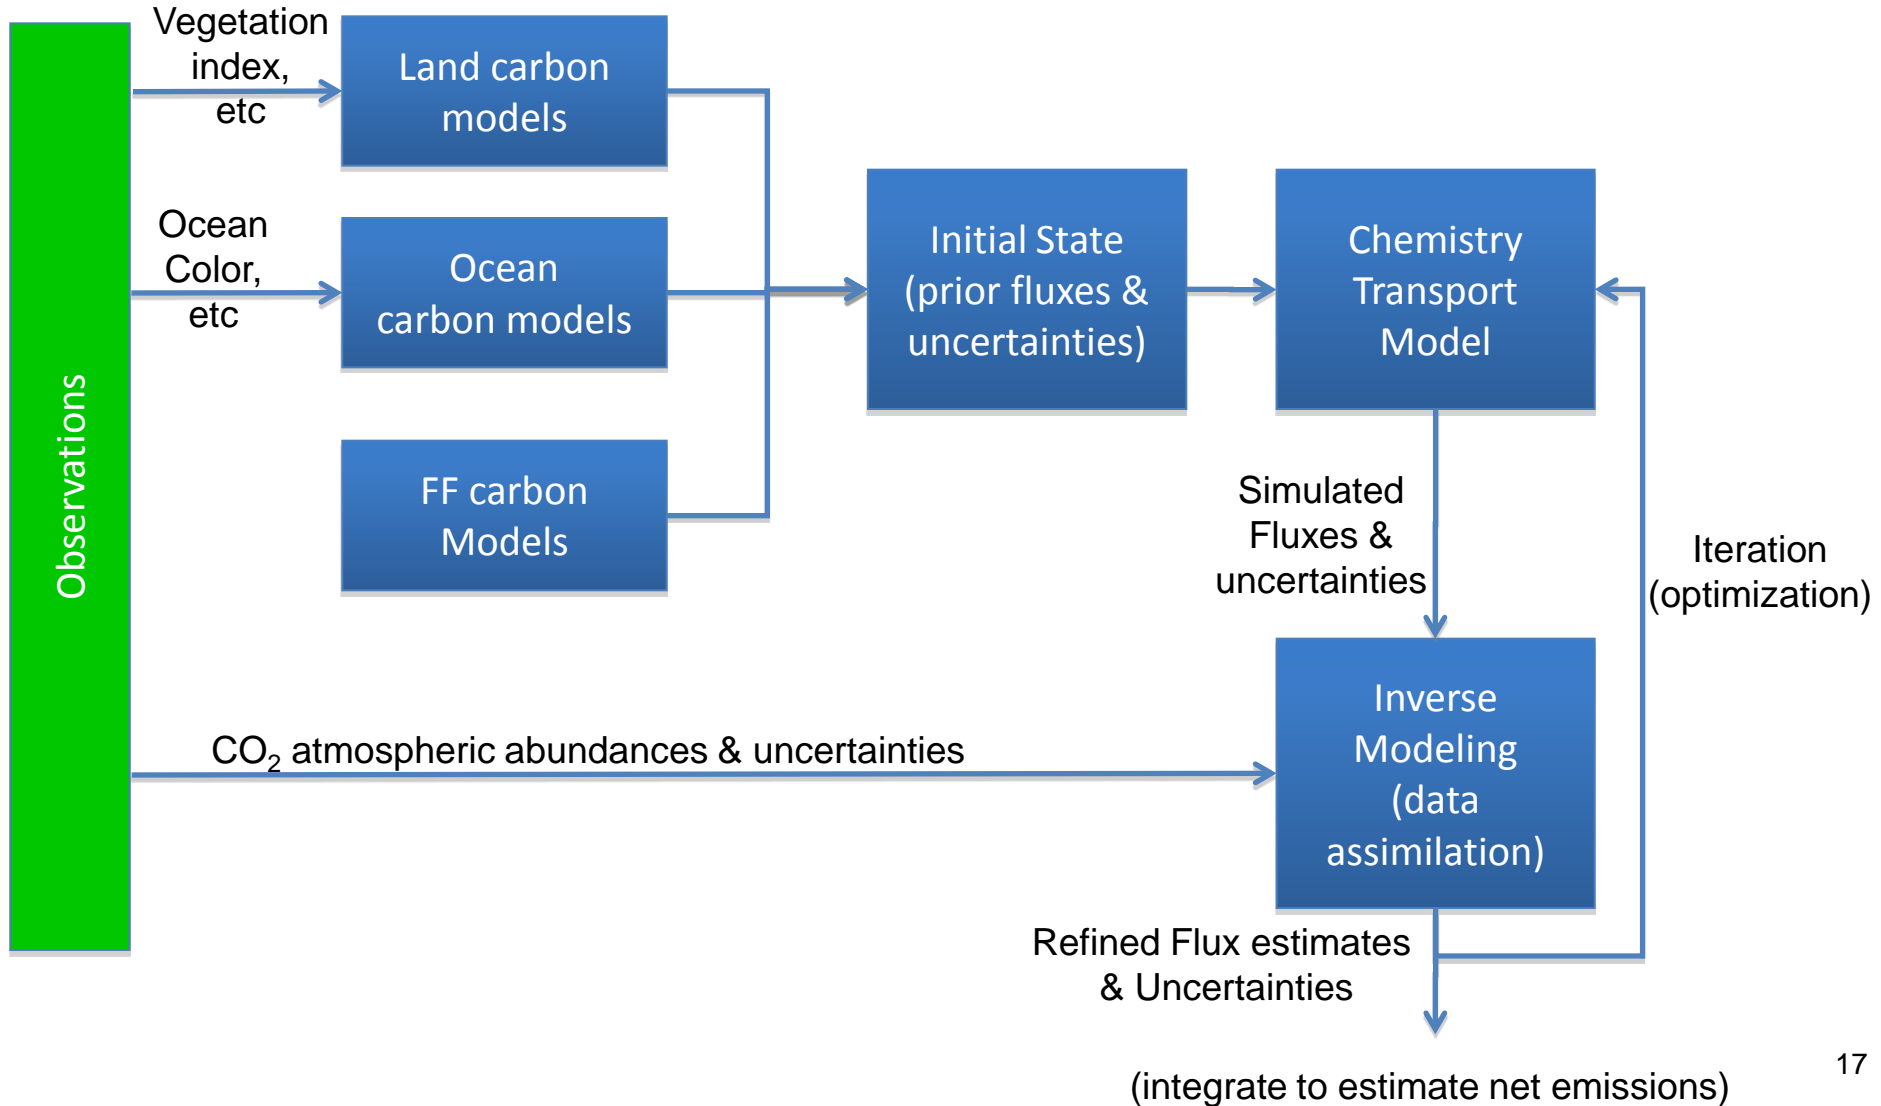 Observations
Vegetation
index,
etc
Land carbon
models
Ocean
Color,
etc
Ocean
carbon models
FF carbon
Models
Initial State
(prior fluxes &
uncertainties)
Chemistry
Transport
Model
Simulated
Fluxes &
uncertainties
Iteration
(optimization)
CO₂ atmospheric abundances & uncertainties
Inverse
Modeling
(data
assimilation)
Refined Flux estimates
& Uncertainties
(integrate to estimate net emissions)
17